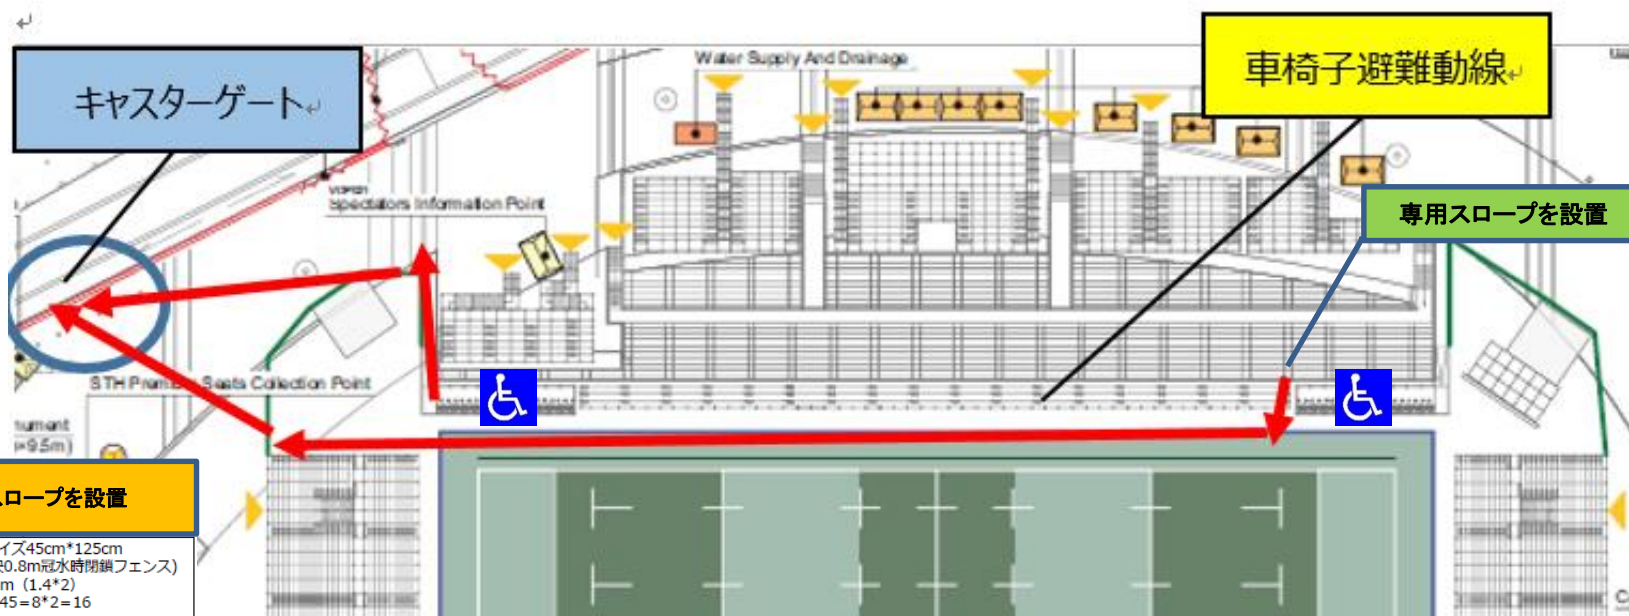 キャスターゲート
Water Supply And Drainage
車椅子避難動線
専用スロープを設置
Spectators Information Point
STH Premium Seats Collection Point
×9.5m)
スロープを設置
イズ45cm*125cm
0.8m冠水時閉鎖フェンス)
m（1.4*2）
45=8*2=16